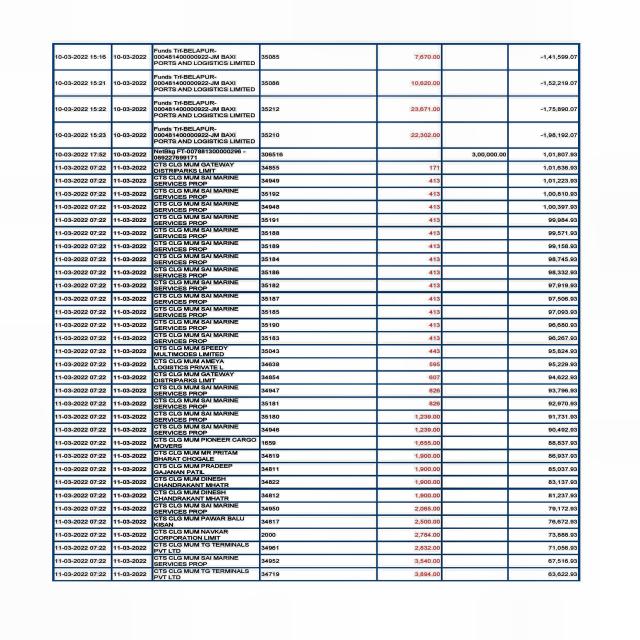 Funds Trf-BELAPUR-
10-03-2022 15:16 10-03-2022 000481400000922-JM BAXI 35085 7,670.00 -1,41,599.07
PORTS AND LOGISTICS LIMITED
Funds Trf-BELAPUR-
10-03-2022 15:21 10-03-2022 000481400000922-JM BAXI 35086 10,620.00 -1,52,219.07
PORTS AND LOGISTICS LIMITED
Funds Trf-BELAPUR-
10-03-2022 15:22 10-03-2022 000481400000922-JM BAXI 35212 23,671.00 -1,75,890.07
PORTS AND LOGISTICS LIMITED
Funds Trf-BELAPUR-
10-03-2022 15:23 10-03-2022 000481400000922-JM BAXI 35210 22,302.00 -1,98,192.07
PORTS AND LOGISTICS LIMITED
10-03-2022 17:52 10-03-2022 NetBkg FT-007881300000296 - 306516 3,00,000.00 1,01,807.93
069227699171
11-03-2022 07:22 11-03-2022 CTS CLG MUM GATEWAY 34855 171 1,01,636.93
DISTRIPARKS LIMIT
11-03-2022 07:22 11-03-2022 CTS CLG MUM SAI MARINE 34949 413 1,01,223.93
SERVICES PROP
11-03-2022 07:22 11-03-2022 CTS CLG MUM SAI MARINE 35192 413 1,00,810.93
SERVICES PROP
11-03-2022 07:22 11-03-2022 CTS CLG MUM SAI MARINE 34948 413 1,00,397.93
SERVICES PROP
11-03-2022 07:22 11-03-2022 CTS CLG MUM SAI MARINE 35191 413 99,984.93
SERVICES PROP
11-03-2022 07:22 11-03-2022 CTS CLG MUM SAI MARINE 35188 413 99,571.93
SERVICES PROP
11-03-2022 07:22 11-03-2022 CTS CLG MUM SAI MARINE 35189 413 99,158.93
SERVICES PROP
11-03-2022 07:22 11-03-2022 CTS CLG MUM SAI MARINE 35184 413 98,745.93
SERVICES PROP
11-03-2022 07:22 11-03-2022 CTS CLG MUM SAI MARINE 35186 413 98,332.93
SERVICES PROP
11-03-2022 07:22 11-03-2022 CTS CLG MUM SAI MARINE 35182 413 97,919.93
SERVICES PROP
11-03-2022 07:22 11-03-2022 CTS CLG MUM SAI MARINE 35187 413 97,506.93
SERVICES PROP
11-03-2022 07:22 11-03-2022 CTS CLG MUM SAI MARINE 35185 413 97,093.93
SERVICES PROP
11-03-2022 07:22 11-03-2022 CTS CLG MUM SAI MARINE 35190 413 96,680.93
SERVICES PROP
11-03-2022 07:22 11-03-2022 CTS CLG MUM SAI MARINE 35183 413 96,267.93
SERVICES PROP
11-03-2022 07:22 11-03-2022 CTS CLG MUM SPEEDY 35043 443 95,824.93
MULTIMODES LIMITED
11-03-2022 07:22 11-03-2022 CTS CLG MUM AMEYA 34638 595 95,229.93
LOGISTICS PRIVATE L
11-03-2022 07:22 11-03-2022 CTS CLG MUM GATEWAY 34854 607 94,622.93
DISTRIPARKS LIMIT
11-03-2022 07:22 11-03-2022 CTS CLG MUM SAI MARINE 34947 826 93,796.93
SERVICES PROP
11-03-2022 07:22 11-03-2022 CTS CLG MUM SAI MARINE 35181 826 92,970.93
SERVICES PROP
11-03-2022 07:22 11-03-2022 CTS CLG MUM SAI MARINE 35180 1,239.00 91,731.93
SERVICES PROP
11-03-2022 07:22 11-03-2022 CTS CLG MUM SAI MARINE 34946 1,239.00 90,492.93
SERVICES PROP
11-03-2022 07:22 11-03-2022 CTS CLG MUM PIONEER CARGO 1659 1,655.00 88,837.93
MOVERS
11-03-2022 07:22 11-03-2022 CTS CLG MUM MR PRITAM 34819 1,900.00 86,937.93
BHARAT CHOGALE
11-03-2022 07:22 11-03-2022 CTS CLG MUM PRADEEP 34811 1,900.00 85,037.93
GAJANAN PATIL
11-03-2022 07:22 11-03-2022 CTS CLG MUM DINESH 34822 1,900.00 83,137.93
CHANDRAKANT MHATR
11-03-2022 07:22 11-03-2022 CTS CLG MUM DINESH 34812 1,900.00 81,237.93
CHANDRAKANT MHATR
11-03-2022 07:22 11-03-2022 CTS CLG MUM SAI MARINE 34950 2,065.00 79,172.93
SERVICES PROP
11-03-2022 07:22 11-03-2022 CTS CLG MUM PAWAR BALU 34817 2,500.00 76,672.93
KISAN
11-03-2022 07:22 11-03-2022 CTS CLG MUM NAVKAR 2000 2,784.00 73,888.93
CORPORATION LIMIT
11-03-2022 07:22 11-03-2022 CTS CLG MUM TG TERMINALS 34961 2,832.00 71,056.93
PVT LTD
11-03-2022 07:22 11-03-2022 CTS CLG MUM SAI MARINE 34952 3,540.00 67,516.93
SERVICES PROP
11-03-2022 07:22 11-03-2022 CTS CLG MUM TG TERMINALS 34719 3,894.00 63,622.93
PVT LTD